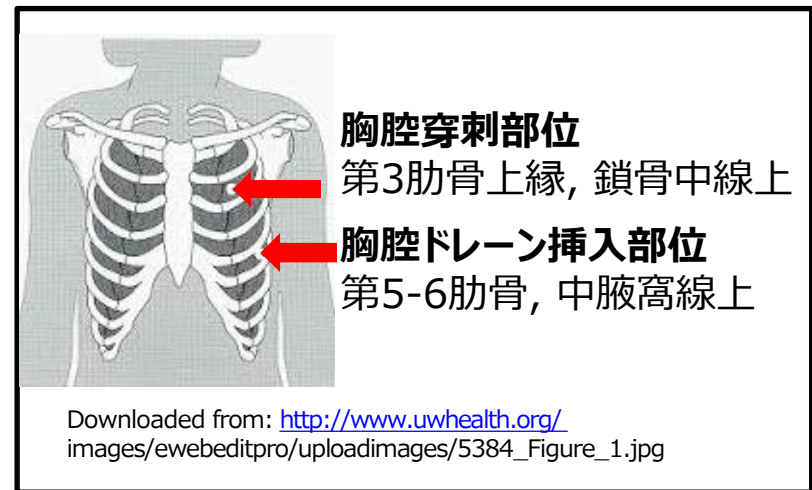 胸腔穿刺部位
第3肋骨上縁, 鎖骨中線上
胸腔ドレーン挿入部位
第5-6肋骨, 中腋窩線上
Downloaded from: http://www.uwhealth.org/
images/ewebeditpro/uploadimages/5384_Figure_1.jpg